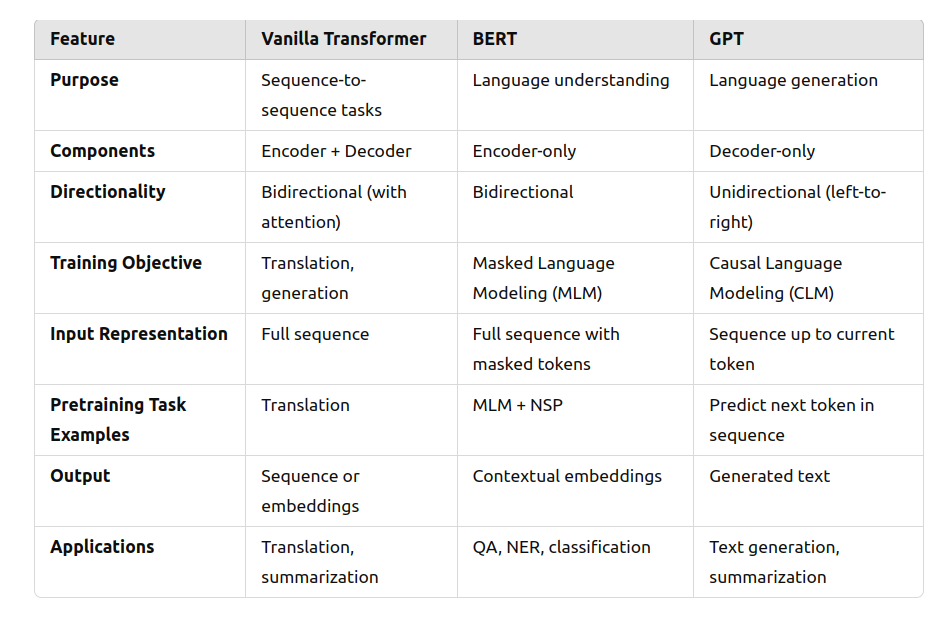 Feature Vanilla Transformer BERT GPT
Purpose Sequence-to- Language understanding Language generation
sequence tasks
Components Encoder + Decoder Encoder-only Decoder-only
Directionality Bidirectional (with Bidirectional Unidirectional (left-to-
attention) right)
Training Objective Translation, Masked Language Causal Language
generation Modeling (MLM) Modeling (CLM)
Input Representation Full sequence Full sequence with Sequence up to current
masked tokens token
Pretraining Task Translation MLM + NSP Predict next token in
Examples sequence
Output Sequence or Contextual embeddings Generated text
embeddings
Applications Translation, QA, NER, classification Text generation,
summarization summarization